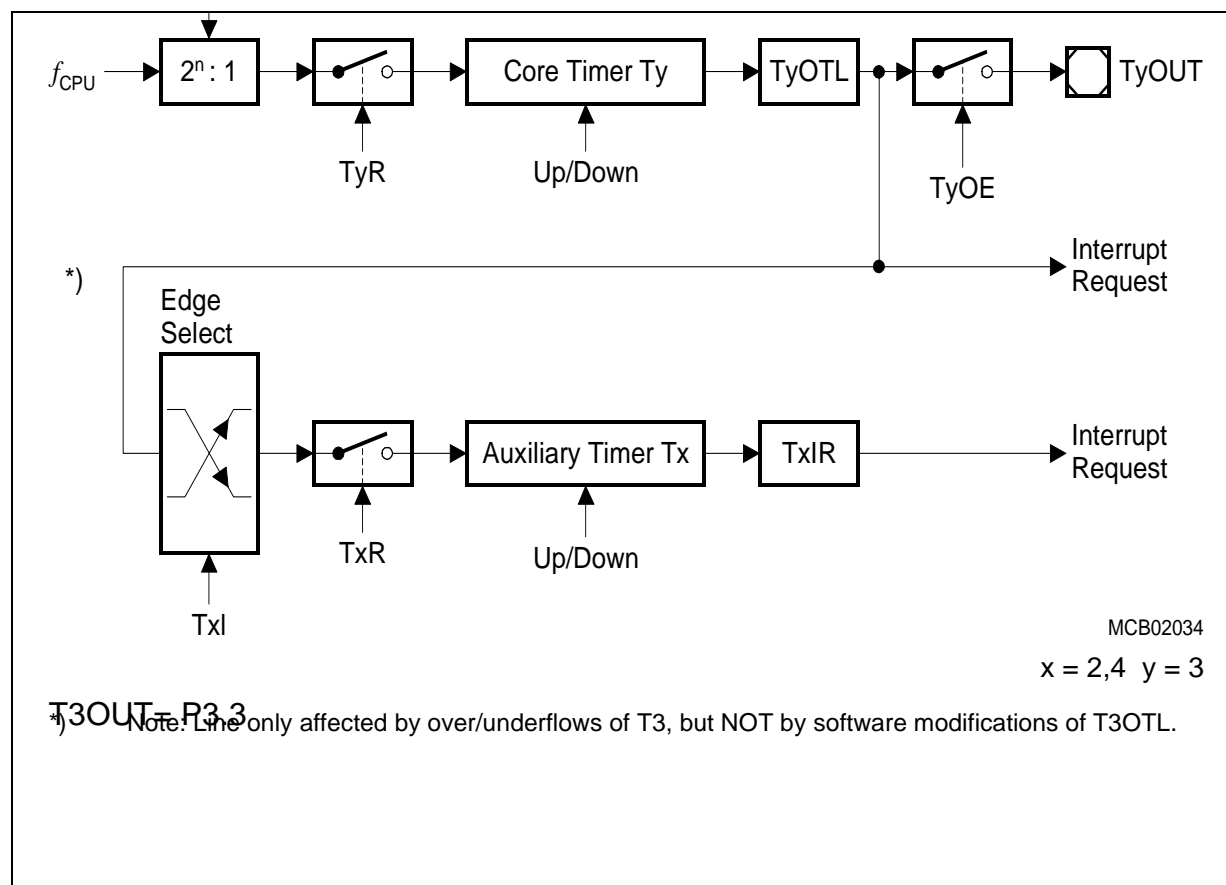 fCPU
2ⁿ : 1
Core Timer Ty
TyOTL
TyOUT
TyR
Up/Down
TyOE
*)
Interrupt
Request
Edge
Select
Auxiliary Timer Tx
TxIR
Interrupt
Request
TxR
Up/Down
TxI
MCB02034
x = 2,4 y = 3
T3OUT= P3.3
*) Note: Line only affected by over/underflows of T3, but NOT by software modifications of T3OTL.